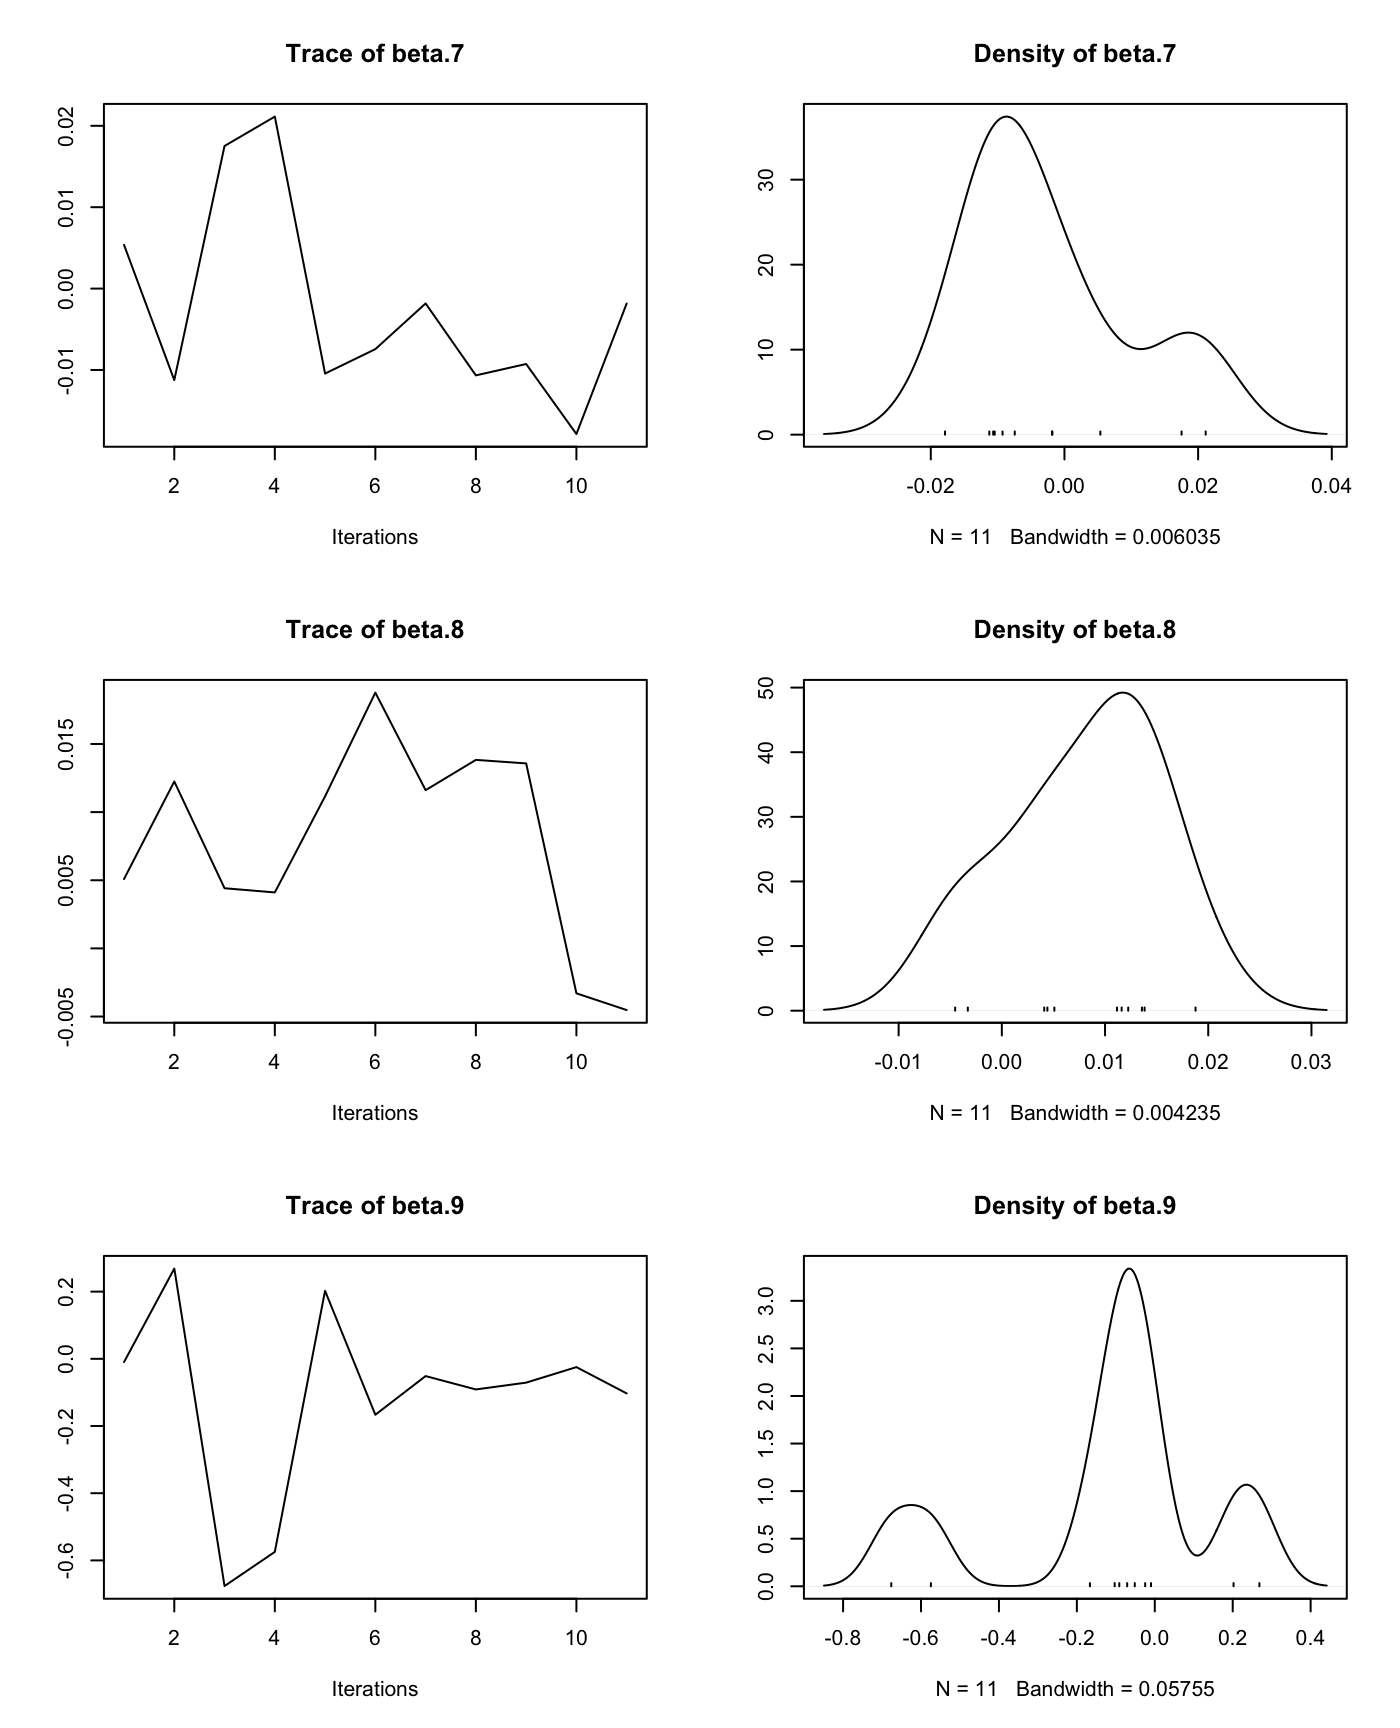 Trace of beta.7
0.02
0.01
0.00
-0.01
2 4 6 8 10
Iterations
Density of beta.7
30
20
10
0
-0.02 0.00 0.02 0.04
N = 11 Bandwidth = 0.006035
Trace of beta.8
0.015
0.005
-0.005
2 4 6 8 10
Iterations
Density of beta.8
50
40
30
20
10
0
-0.01 0.00 0.01 0.02 0.03
N = 11 Bandwidth = 0.004235
Trace of beta.9
0.2
0.0
-0.2
-0.4
-0.6
2 4 6 8 10
Iterations
Density of beta.9
3.0
2.5
2.0
1.5
1.0
0.5
0.0
-0.8 -0.6 -0.4 -0.2 0.0 0.2 0.4
N = 11 Bandwidth = 0.05755